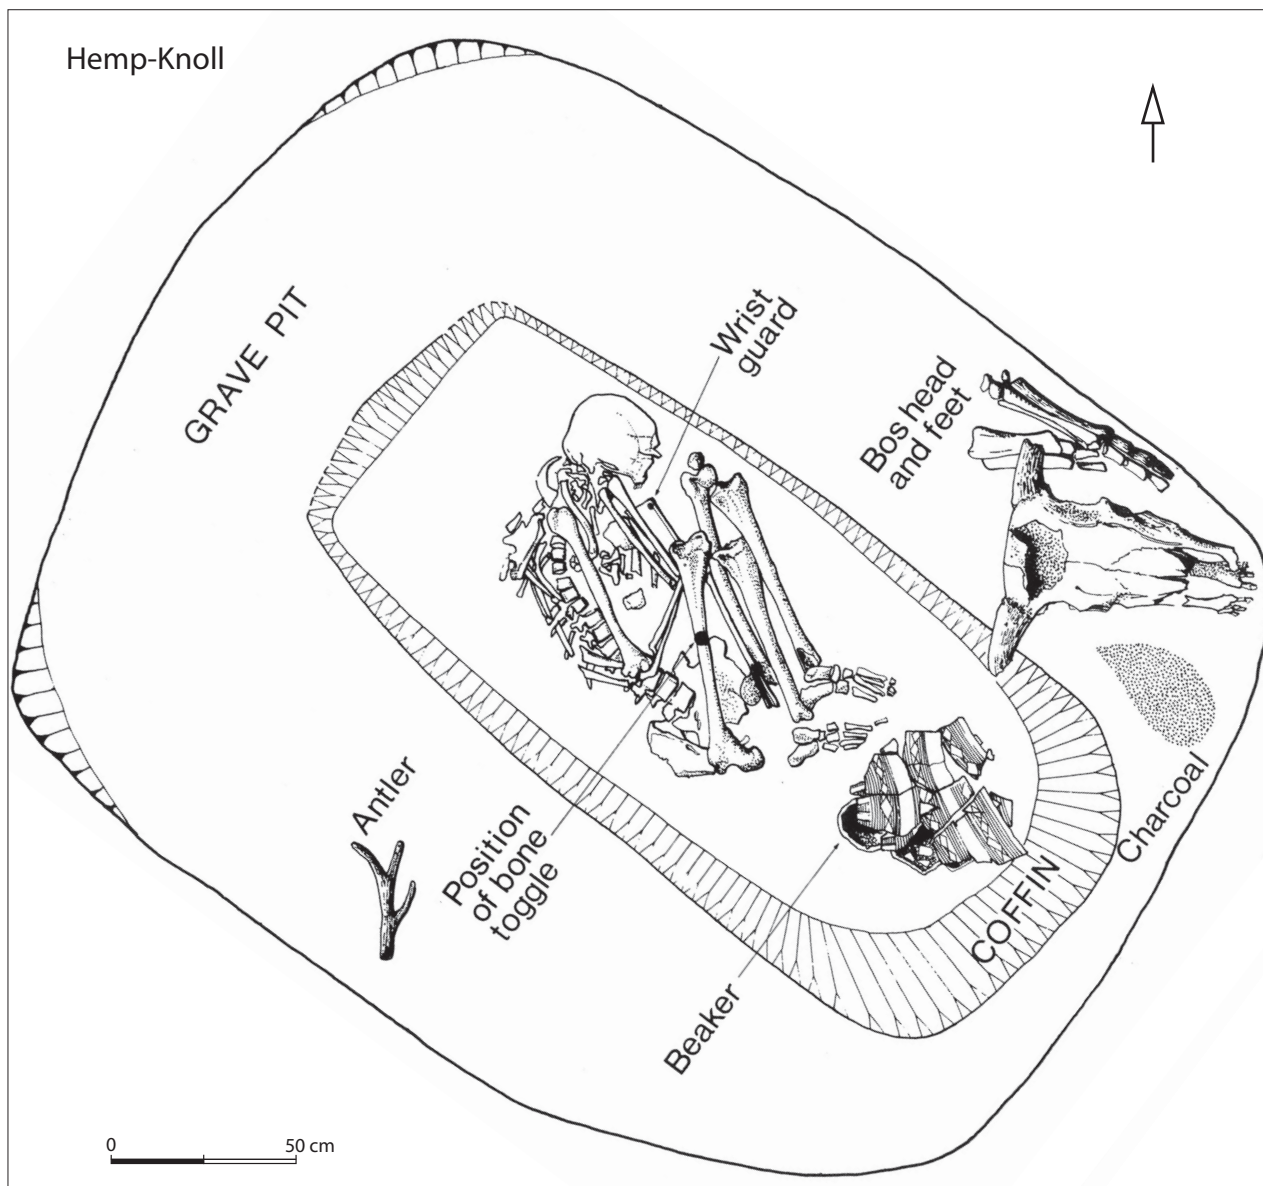 Hemp-Knoll
GRAVE PIT
Wrist
guard
Bos head
and feet
Antler
Position
of bone
toggle
Beaker
COFFIN
Charcoal
0
50 cm